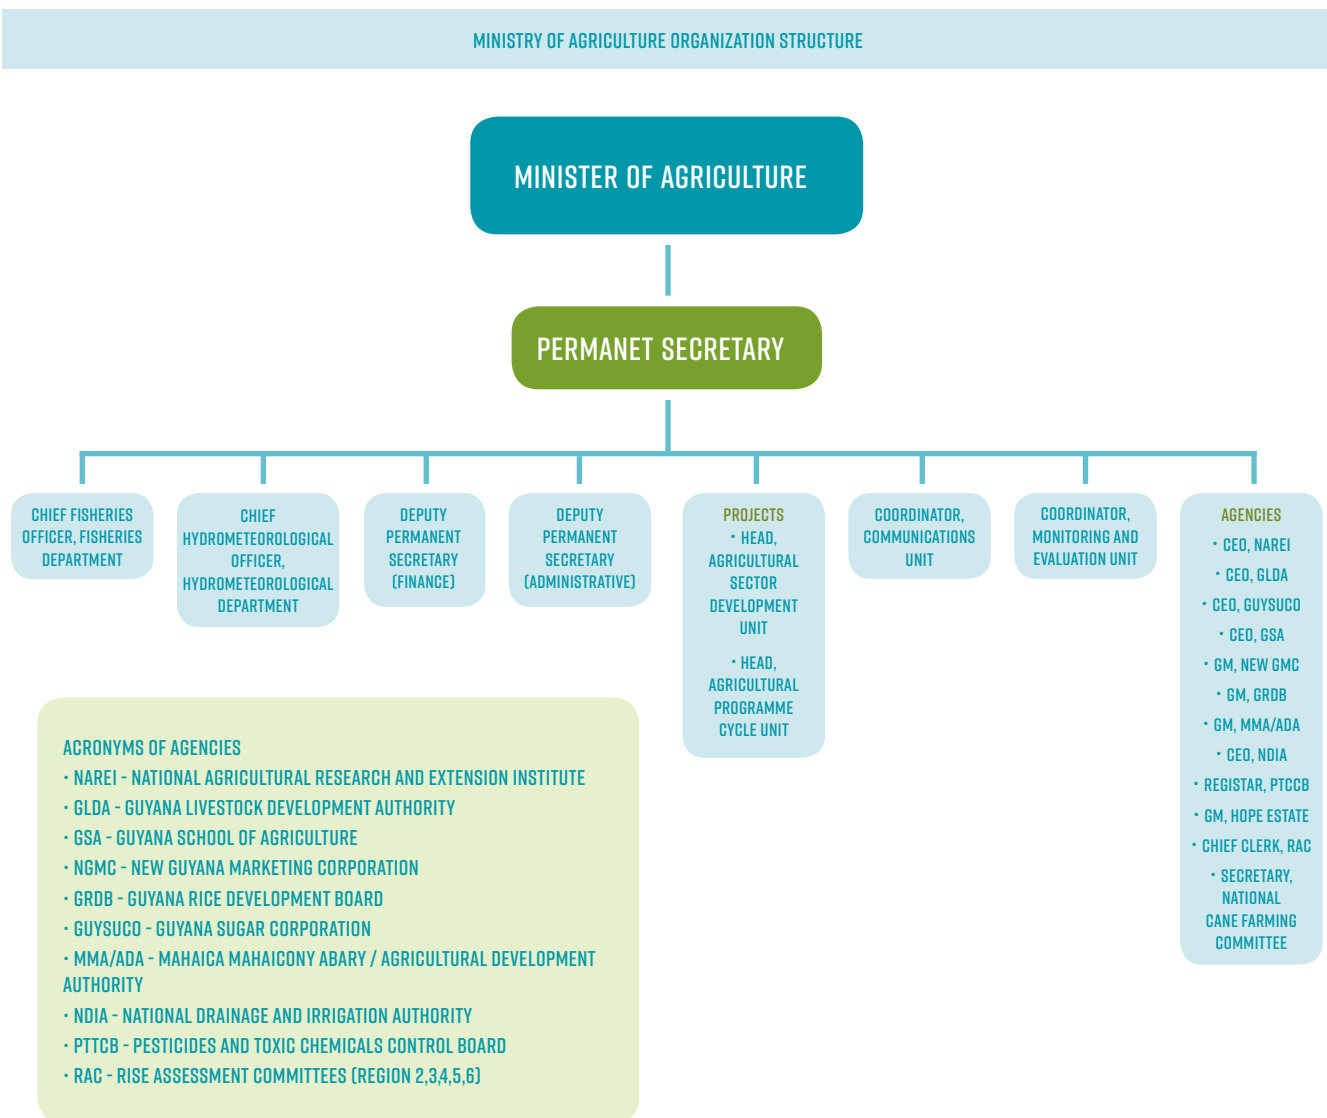 MINISTRY OF AGRICULTURE ORGANIZATION STRUCTURE
MINISTER OF AGRICULTURE
PERMANET SECRETARY
CHIEF FISHERIES
OFFICER, FISHERIES
DEPARTMENT
CHIEF
HYDROMETEOROLOGICAL
OFFICER,
HYDROMETEOROLOGICAL
DEPARTMENT
DEPUTY
PERMANENT
SECRETARY
(FINANCE)
DEPUTY
PERMANENT
SECRETARY
(ADMINISTRATIVE)
PROJECTS
• HEAD,
AGRICULTURAL
SECTOR
DEVELOPMENT
UNIT
• HEAD,
AGRICULTURAL
PROGRAMME
CYCLE UNIT
COORDINATOR,
COMMUNICATIONS
UNIT
COORDINATOR,
MONITORING AND
EVALUATION UNIT
AGENCIES
• CEO, NAREI
• CEO, GLDA
• CEO, GUYSUCO
• CEO, GSA
• GM, NEW GMC
• GM, GRDB
• GM, MMA/ADA
• CEO, NDIA
• REGISTAR, PTCCB
• GM, HOPE ESTATE
• CHIEF CLERK, RAC
• SECRETARY,
NATIONAL
CANE FARMING
COMMITTEE
ACRONYMS OF AGENCIES
• NAREI - NATIONAL AGRICULTURAL RESEARCH AND EXTENSION INSTITUTE
• GLDA - GUYANA LIVESTOCK DEVELOPMENT AUTHORITY
• GSA - GUYANA SCHOOL OF AGRICULTURE
• NGMC - NEW GUYANA MARKETING CORPORATION
• GRDB - GUYANA RICE DEVELOPMENT BOARD
• GUYSUCO - GUYANA SUGAR CORPORATION
• MMA/ADA - MAHAICA MAHAICONY ABARY / AGRICULTURAL DEVELOPMENT
AUTHORITY
• NDIA - NATIONAL DRAINAGE AND IRRIGATION AUTHORITY
• PTTCB - PESTICIDES AND TOXIC CHEMICALS CONTROL BOARD
• RAC - RISE ASSESSMENT COMMITTEES (REGION 2,3,4,5,6)